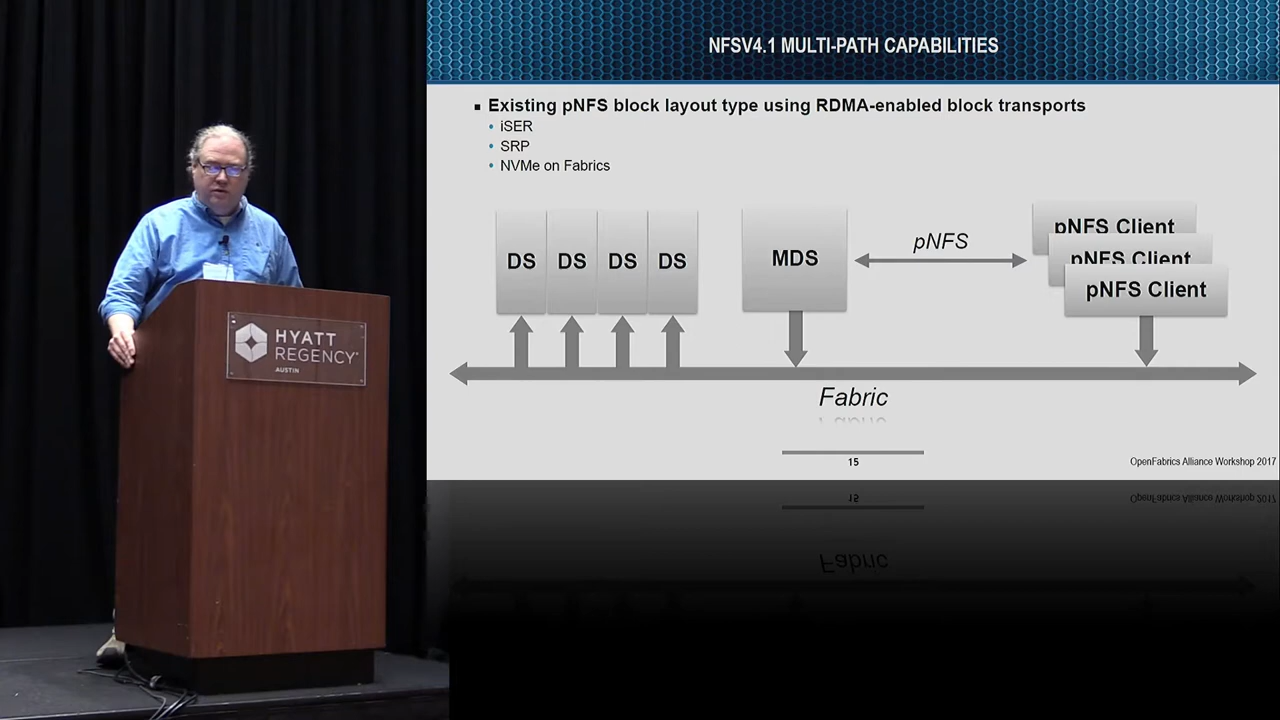 NFSV4.1 MULTI-PATH CAPABILITIES
▪ Existing pNFS block layout type using RDMA-enabled block transports
• iSER
• SRP
• NVMe on Fabrics
DS DS DS DS
MDS
pNFS
pNFS Client
pNFS Client
pNFS Client
Fabric
15
OpenFabrics Alliance Workshop 2017
HYATT
REGENCY
AUSTIN